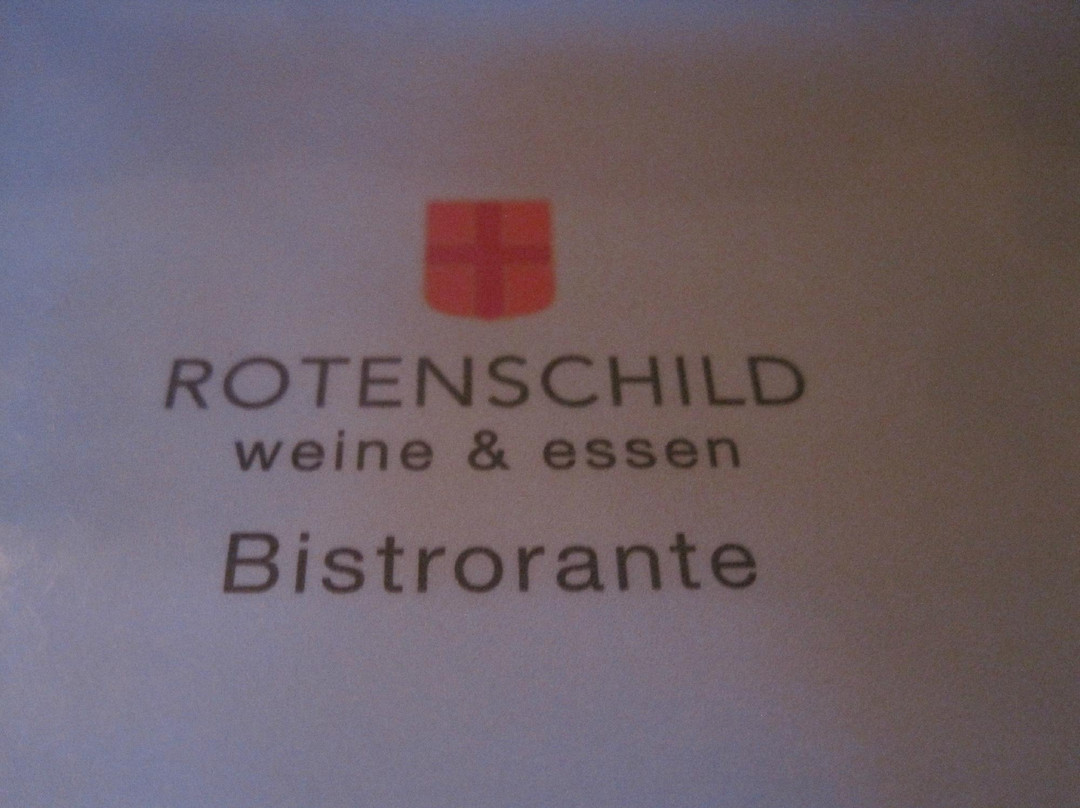 ROTENSCHILD
weine & essen
Bistrorante